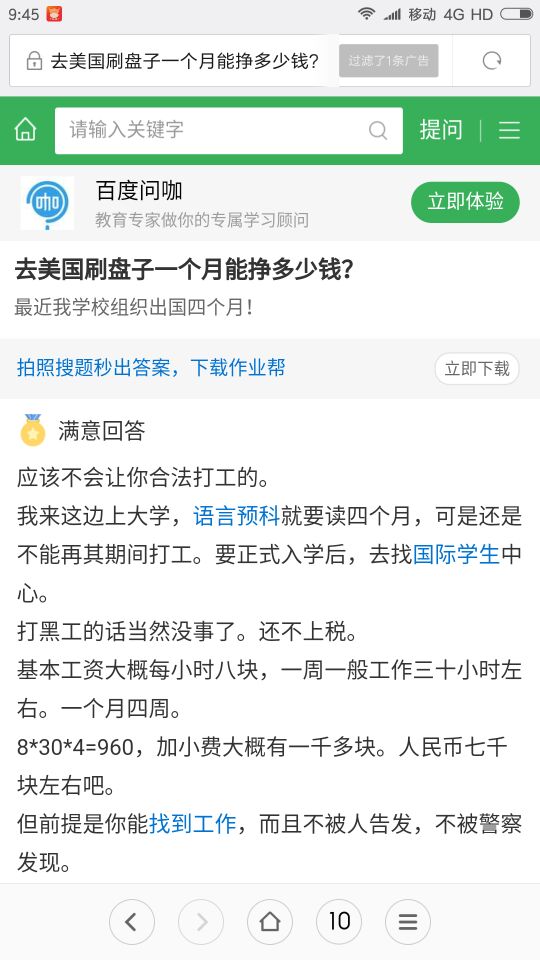 9:45 移动 4G HD
去美国刷盘子一个月能挣多少钱? 过滤了1条广告
请输入关键字 提问
百度问咖
教育专家做你的专属学习顾问
立即体验
去美国刷盘子一个月能挣多少钱?
最近我学校组织出国四个月!
拍照搜题秒出答案，下载作业帮 立即下载
满意回答
应该不会让你合法打工的。
我来这边上大学，语言预科就要读四个月，可是还是
不能再其期间打工。要正式入学后，去找国际学生中
心。
打黑工的话当然没事了。还不上税。
基本工资大概每小时八块，一周一般工作三十小时左
右。一个月四周。
8*30*4=960，加小费大概有一千多块。人民币七千
块左右吧。
但前提是你能找到工作，而且不被人告发，不被警察
发现。
10